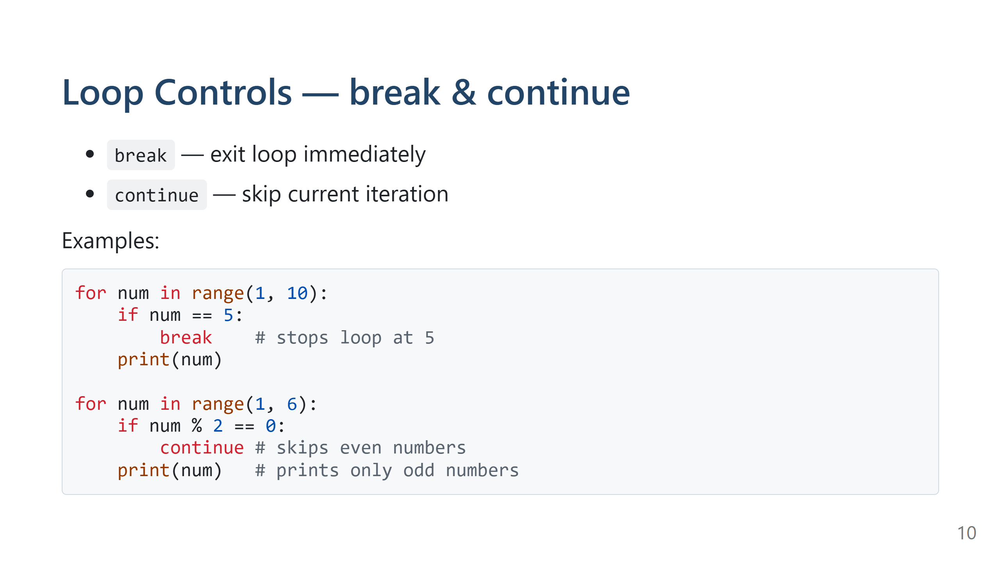 Loop Controls — break & continue
• break — exit loop immediately
• continue — skip current iteration
Examples:
for num in range(1, 10):
    if num == 5:
        break    # stops loop at 5
    print(num)

for num in range(1, 6):
    if num % 2 == 0:
        continue # skips even numbers
    print(num)   # prints only odd numbers
10